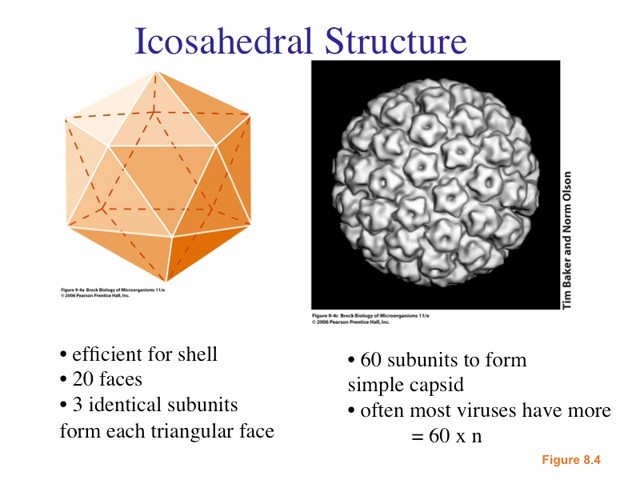 Icosahedral Structure
Figure 9-4a Brock Biology of Microorganisms 11/e
© 2006 Pearson Prentice Hall, Inc.
Tim Baker and Norm Olson
Figure 9-4c Brock Biology of Microorganisms 11/e
© 2006 Pearson Prentice Hall, Inc.
• efficient for shell
• 20 faces
• 3 identical subunits
form each triangular face
• 60 subunits to form
simple capsid
• often most viruses have more
= 60 x n
Figure 8.4